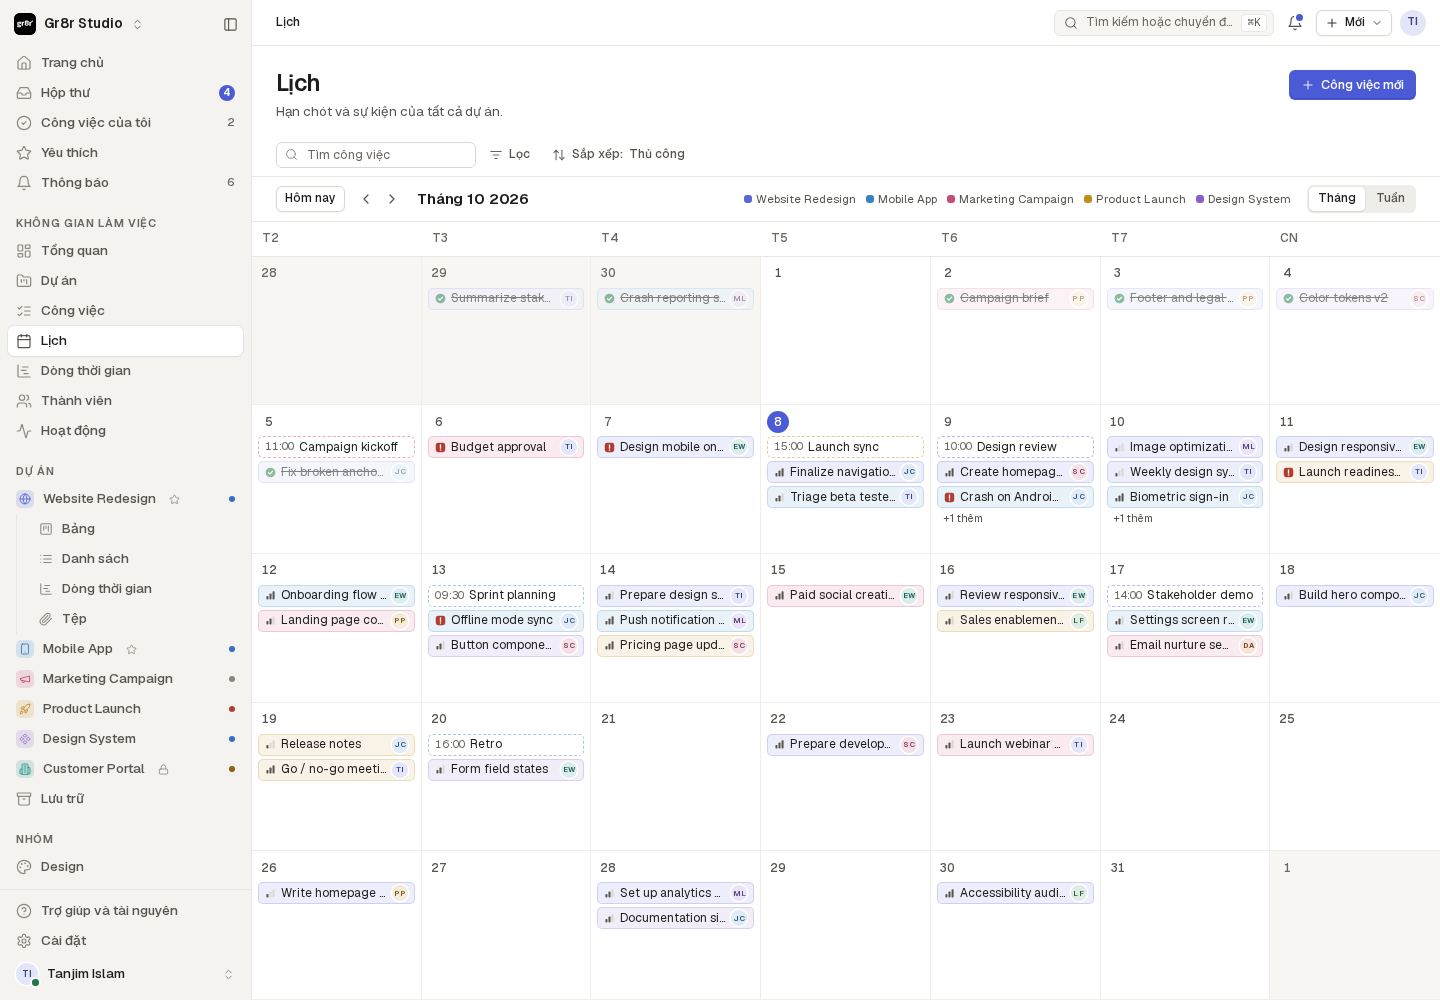 gr8r
Gr8r Studio
Trang chủ
Hộp thư 4
Công việc của tôi 2
Yêu thích
Thông báo 6
KHÔNG GIAN LÀM VIỆC
Tổng quan
Dự án
Công việc
Lịch
Dòng thời gian
Thành viên
Hoạt động
DỰ ÁN
Website Redesign
Bảng
Danh sách
Dòng thời gian
Tệp
Mobile App
Marketing Campaign
Product Launch
Design System
Customer Portal
Lưu trữ
NHÓM
Design
Trợ giúp và tài nguyên
Cài đặt
TI Tanjim Islam
Lịch
Tìm kiếm hoặc chuyển đ... ⌘K
Mới
TI
Lịch
Hạn chót và sự kiện của tất cả dự án.
Công việc mới
Tìm công việc
Lọc
Sắp xếp: Thủ công
Hôm nay
Tháng 10 2026
Website Redesign Mobile App Marketing Campaign Product Launch Design System
Tháng Tuần
T2 T3 T4 T5 T6 T7 CN
28 29 30 1 2 3 4
Summarize stak... TI
Crash reporting s... ML
Campaign brief PP
Footer and legal ... PP
Color tokens v2 SC
5 6 7 8 9 10 11
11:00 Campaign kickoff
Budget approval TI
Design mobile on... EW
15:00 Launch sync
10:00 Design review
Image optimizati... ML
Design responsiv... EW
Fix broken ancho... JC
Finalize navigatio... JC
Create homepag... SC
Weekly design sy... TI
Launch readines... TI
Triage beta teste... TI
Crash on Androi... JC
Biometric sign-in JC
+1 thêm
+1 thêm
12 13 14 15 16 17 18
Onboarding flow ... EW
09:30 Sprint planning
Prepare design s... TI
Paid social creati... EW
Review responsiv... EW
14:00 Stakeholder demo
Build hero compo... JC
Landing page co... PP
Offline mode sync JC
Push notification ... ML
Sales enablemen... LF
Settings screen r... EW
Button compone... SC
Pricing page upd... SC
Email nurture se... DA
19 20 21 22 23 24 25
Release notes JC
16:00 Retro
Prepare develop... SC
Launch webinar ... TI
Go / no-go meeti... TI
Form field states EW
26 27 28 29 30 31 1
Write homepage ... PP
Set up analytics ... ML
Accessibility audi... LF
Documentation si... JC